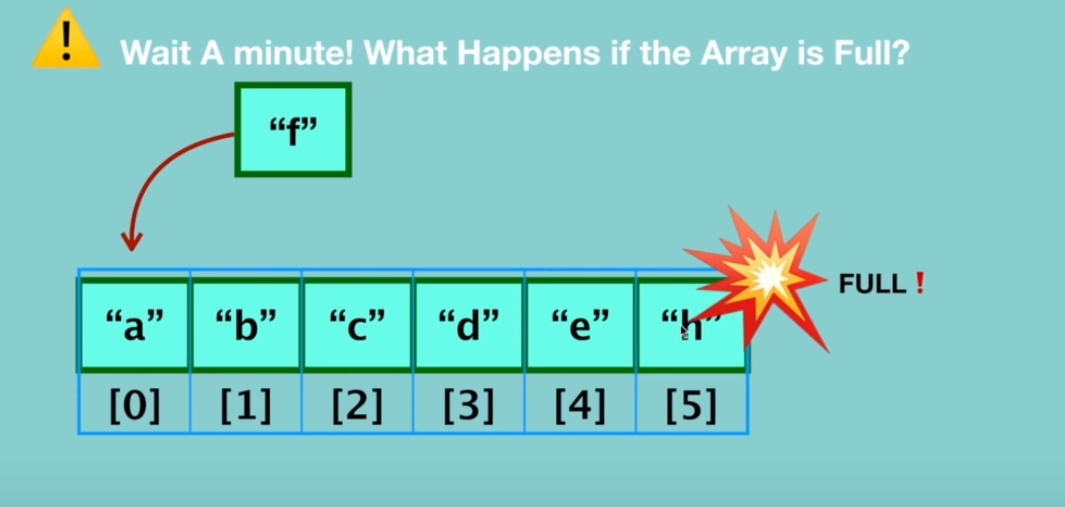 Wait A minute! What Happens if the Array is Full?
“f”
FULL❗
“a” “b” “c” “d” “e” “h”
[0] [1] [2] [3] [4] [5]